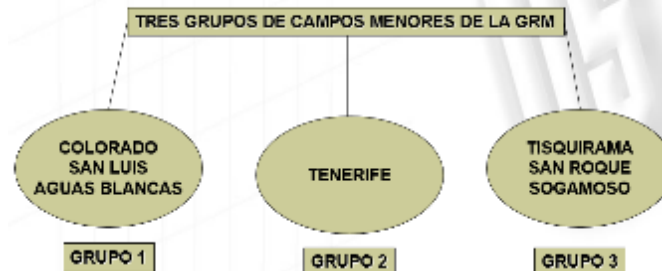 TRES GRUPOS DE CAMPOS MENORES DE LA GRM
COLORADO
SAN LUIS
AGUAS BLANCAS
TENERIFE
TISQUIRAMA
SAN ROQUE
SOGAMOSO
GRUPO 1
GRUPO 2
GRUPO 3